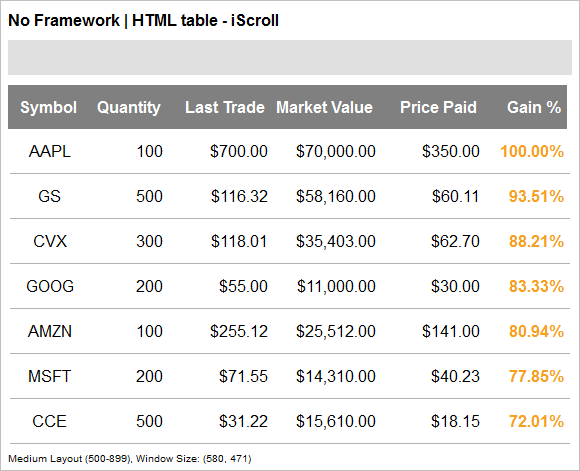 No Framework | HTML table - iScroll
Symbol Quantity Last Trade Market Value Price Paid Gain %
AAPL 100 $700.00 $70,000.00 $350.00 100.00%
GS 500 $116.32 $58,160.00 $60.11 93.51%
CVX 300 $118.01 $35,403.00 $62.70 88.21%
GOOG 200 $55.00 $11,000.00 $30.00 83.33%
AMZN 100 $255.12 $25,512.00 $141.00 80.94%
MSFT 200 $71.55 $14,310.00 $40.23 77.85%
CCE 500 $31.22 $15,610.00 $18.15 72.01%
Medium Layout (500-899), Window Size: (580, 471)